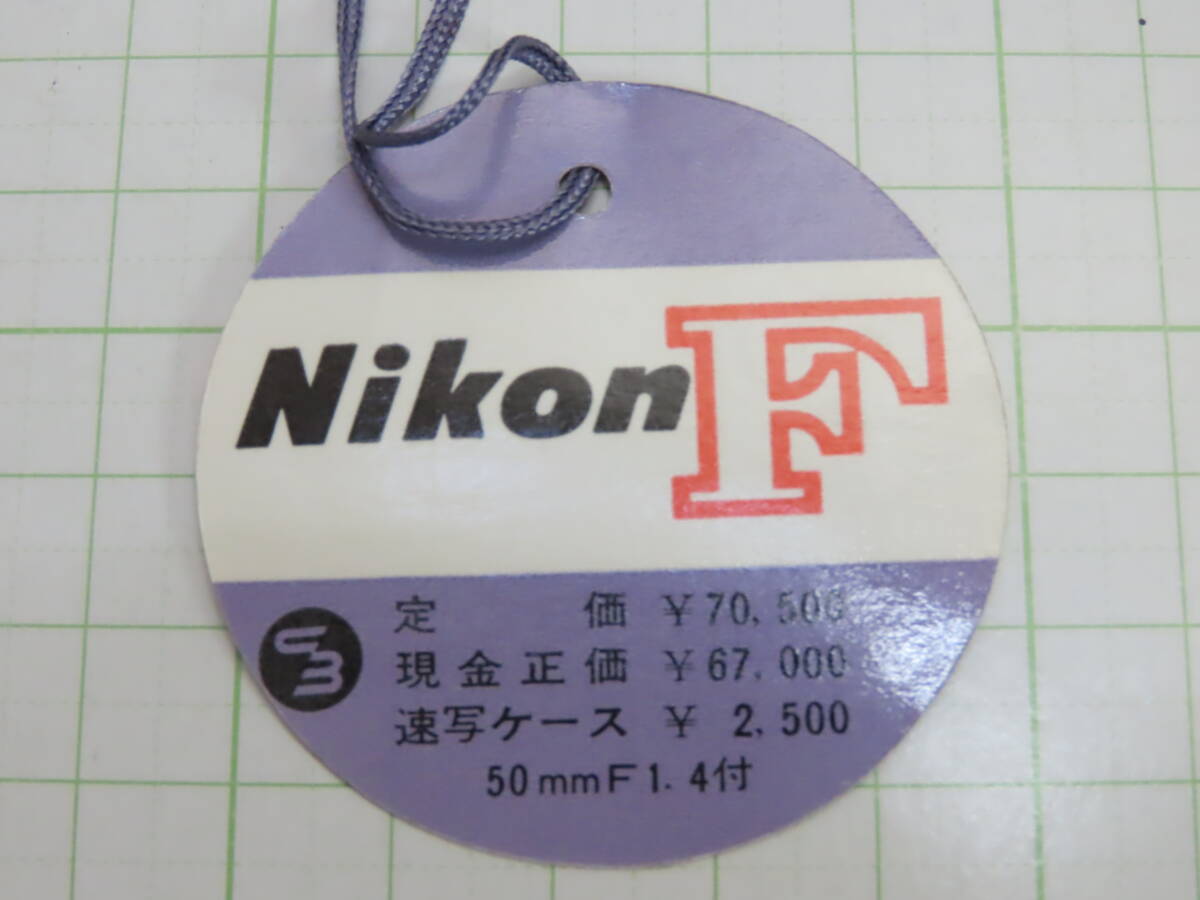 Nikon F
定価 ¥70,500
現金正価 ¥67,000
速写ケース ¥ 2,500
50mmF1.4付